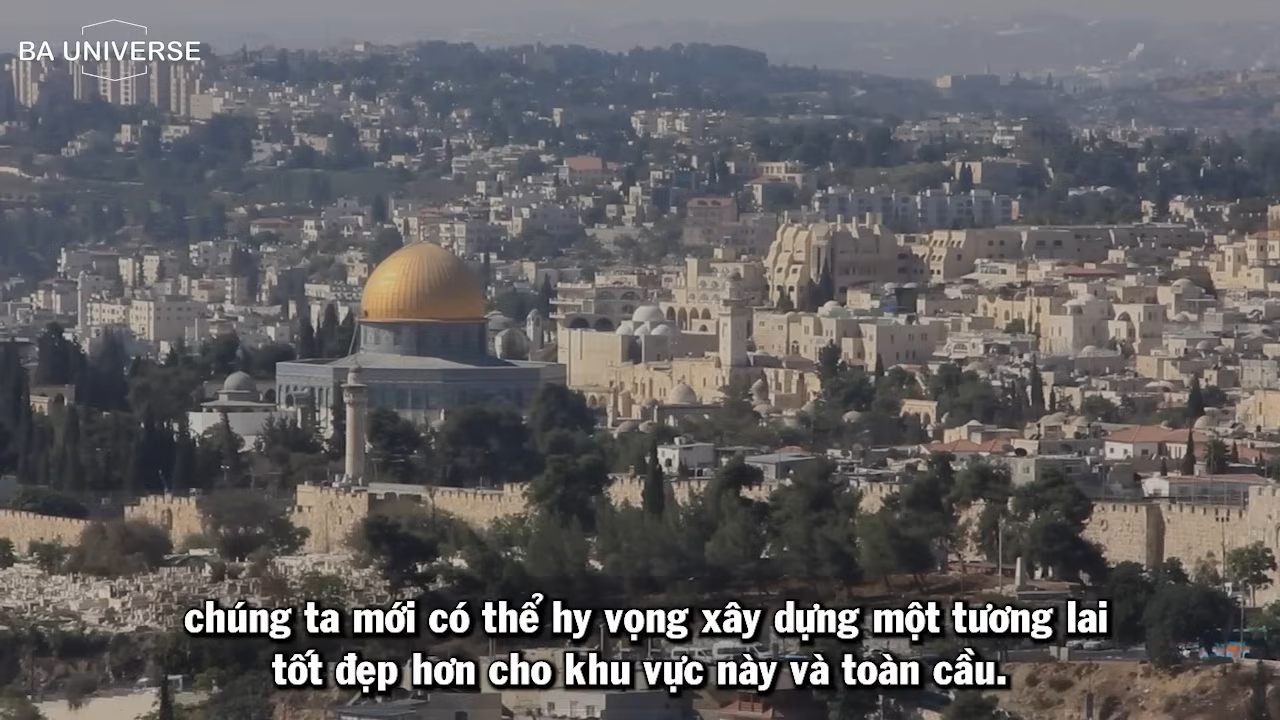 BA UNIVERSE
chúng ta mới có thể hy vọng xây dựng một tương lai
tốt đẹp hơn cho khu vực này và toàn cầu.